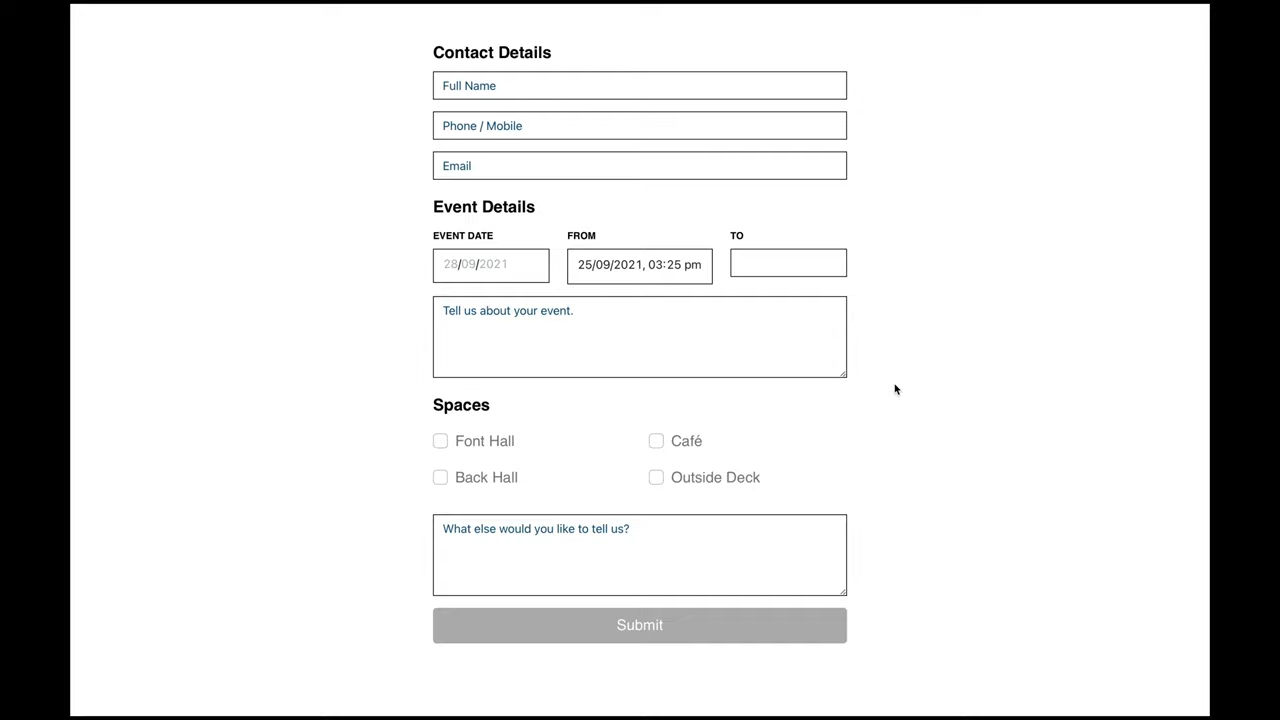 Contact Details
Full Name
Phone / Mobile
Email
Event Details
EVENT DATE FROM TO
28/09/2021 25/09/2021, 03:25 pm
Tell us about your event.
Spaces
Font Hall Café
Back Hall Outside Deck
What else would you like to tell us?
Submit